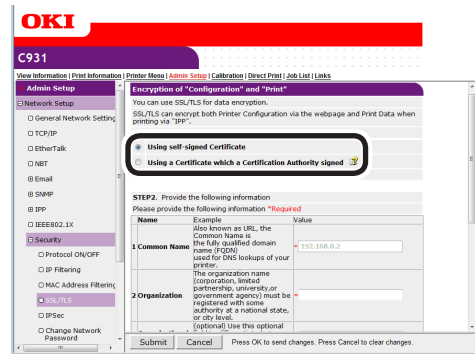 OKI
C931
View Information | Print Information | Printer Menu | Admin Setup | Calibration | Direct Print | Job List | Links
Admin Setup
Network Setup
General Network Setting
TCP/IP
EtherTalk
NBT
Email
SNMP
IPP
IEEE802.1X
Security
Protocol ON/OFF
IP Filtering
MAC Address Filtering
SSL/TLS
IPSec
Change Network
Password
Encryption of "Configuration" and "Print"
You can use SSL/TLS for data encryption.
SSL/TLS can encrypt both Printer Configuration via the webpage and Print Data when
printing via "IPP".
Using self-signed Certificate
Using a Certificate which a Certification Authority signed
STEP2. Provide the following information
Please provide the following information *Required
Name Example Value
1 Common Name
Also known as URL, the
Common Name is
the fully qualified domain
name (FQDN)
used for DNS lookups of your
printer.
* 192.168.0.2
2 Organization
The organization name
(corporation, limited
partnership, university,or
government agency) must be
registered with some
authority at a national state,
or city level.
*
(optional) Use this optional
Submit Cancel Press OK to send changes. Press Cancel to clear changes.